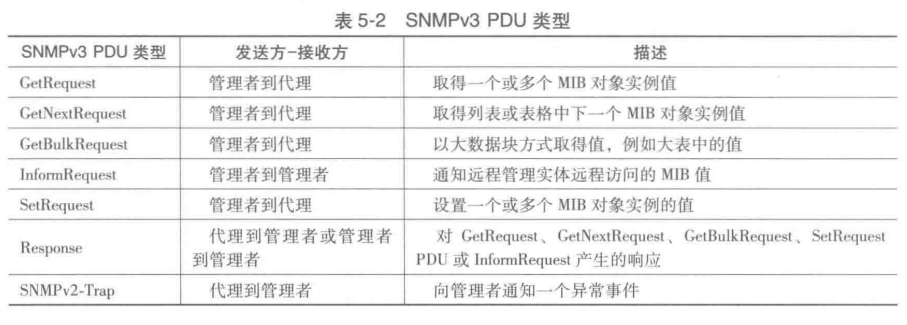 表 5-2 SNMPv3 PDU 类型
SNMPv3 PDU 类型 发送方-接收方 描述
GetRequest 管理者到代理 取得一个或多个 MIB 对象实例值
GetNextRequest 管理者到代理 取得列表或表格中下一个 MIB 对象实例值
GetBulkRequest 管理者到代理 以大数据块方式取得值，例如大表中的值
InformRequest 管理者到管理者 通知远程管理实体远程访问的 MIB 值
SetRequest 管理者到代理 设置一个或多个 MIB 对象实例的值
Response 代理到管理者或管理者到管理者 对 GetRequest、GetNextRequest、GetBulkRequest、SetRequest
PDU 或 InformRequest 产生的响应
SNMPv2-Trap 代理到管理者 向管理者通知一个异常事件